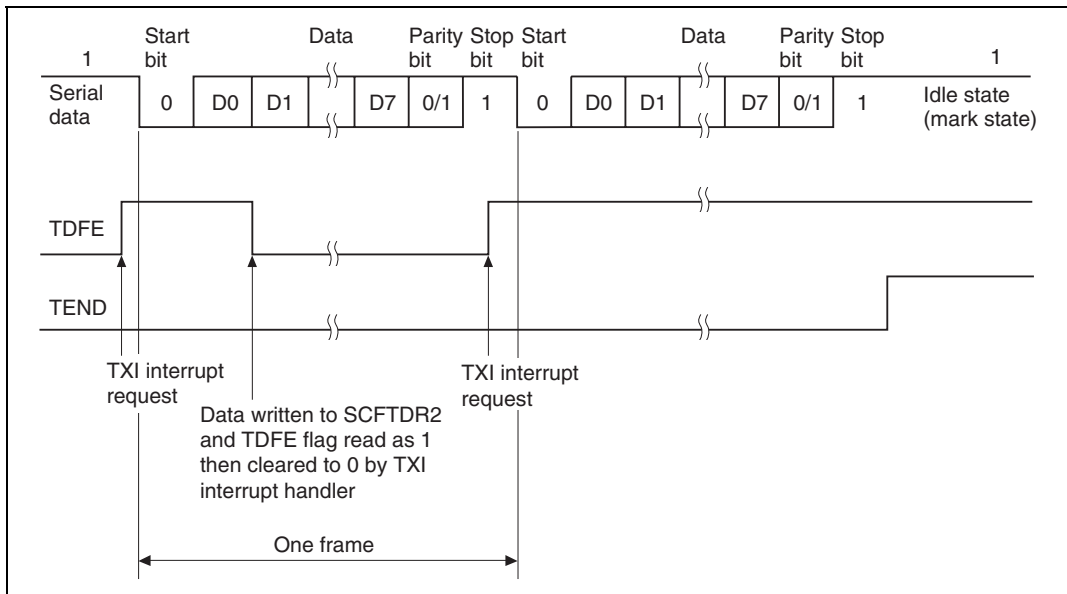 1
Start bit
Data
Parity bit
Stop bit
Start bit
Data
Parity bit
Stop bit
1
Serial data
0
D0
D1
D7
0/1
1
0
D0
D1
D7
0/1
1
Idle state
(mark state)
TDFE
TEND
TXI interrupt
request
TXI interrupt
request
Data written to SCFTDR2
and TDFE flag read as 1
then cleared to 0 by TXI
interrupt handler
One frame